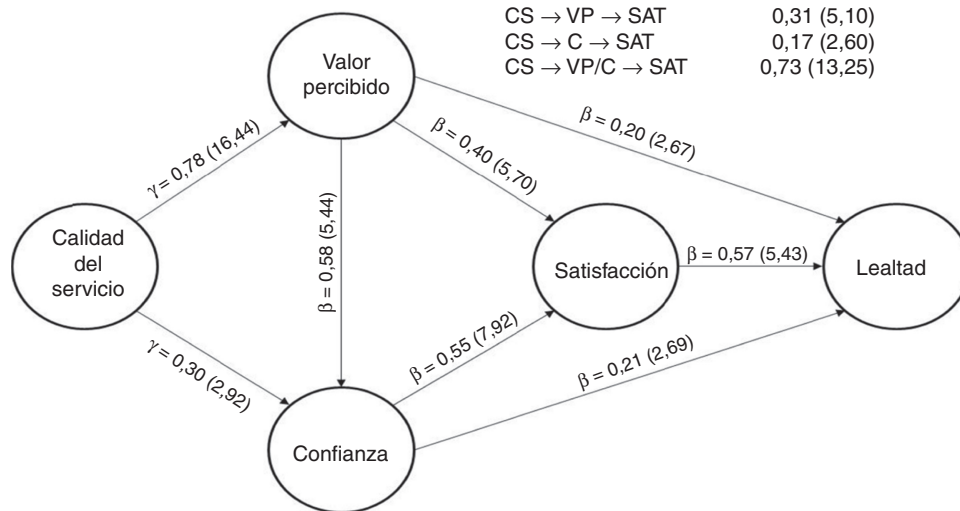 CS → VP → SAT 0,31 (5,10)
CS → C → SAT 0,17 (2,60)
CS → VP/C → SAT 0,73 (13,25)
Valor
percibido
β = 0,20 (2,67)
β = 0,40 (5,70)
γ = 0,78 (16,44)
β = 0,58 (5,44)
Calidad
del
servicio
Satisfacción
β = 0,57 (5,43)
Lealtad
γ = 0,30 (2,92)
β = 0,55 (7,92)
β = 0,21 (2,69)
Confianza